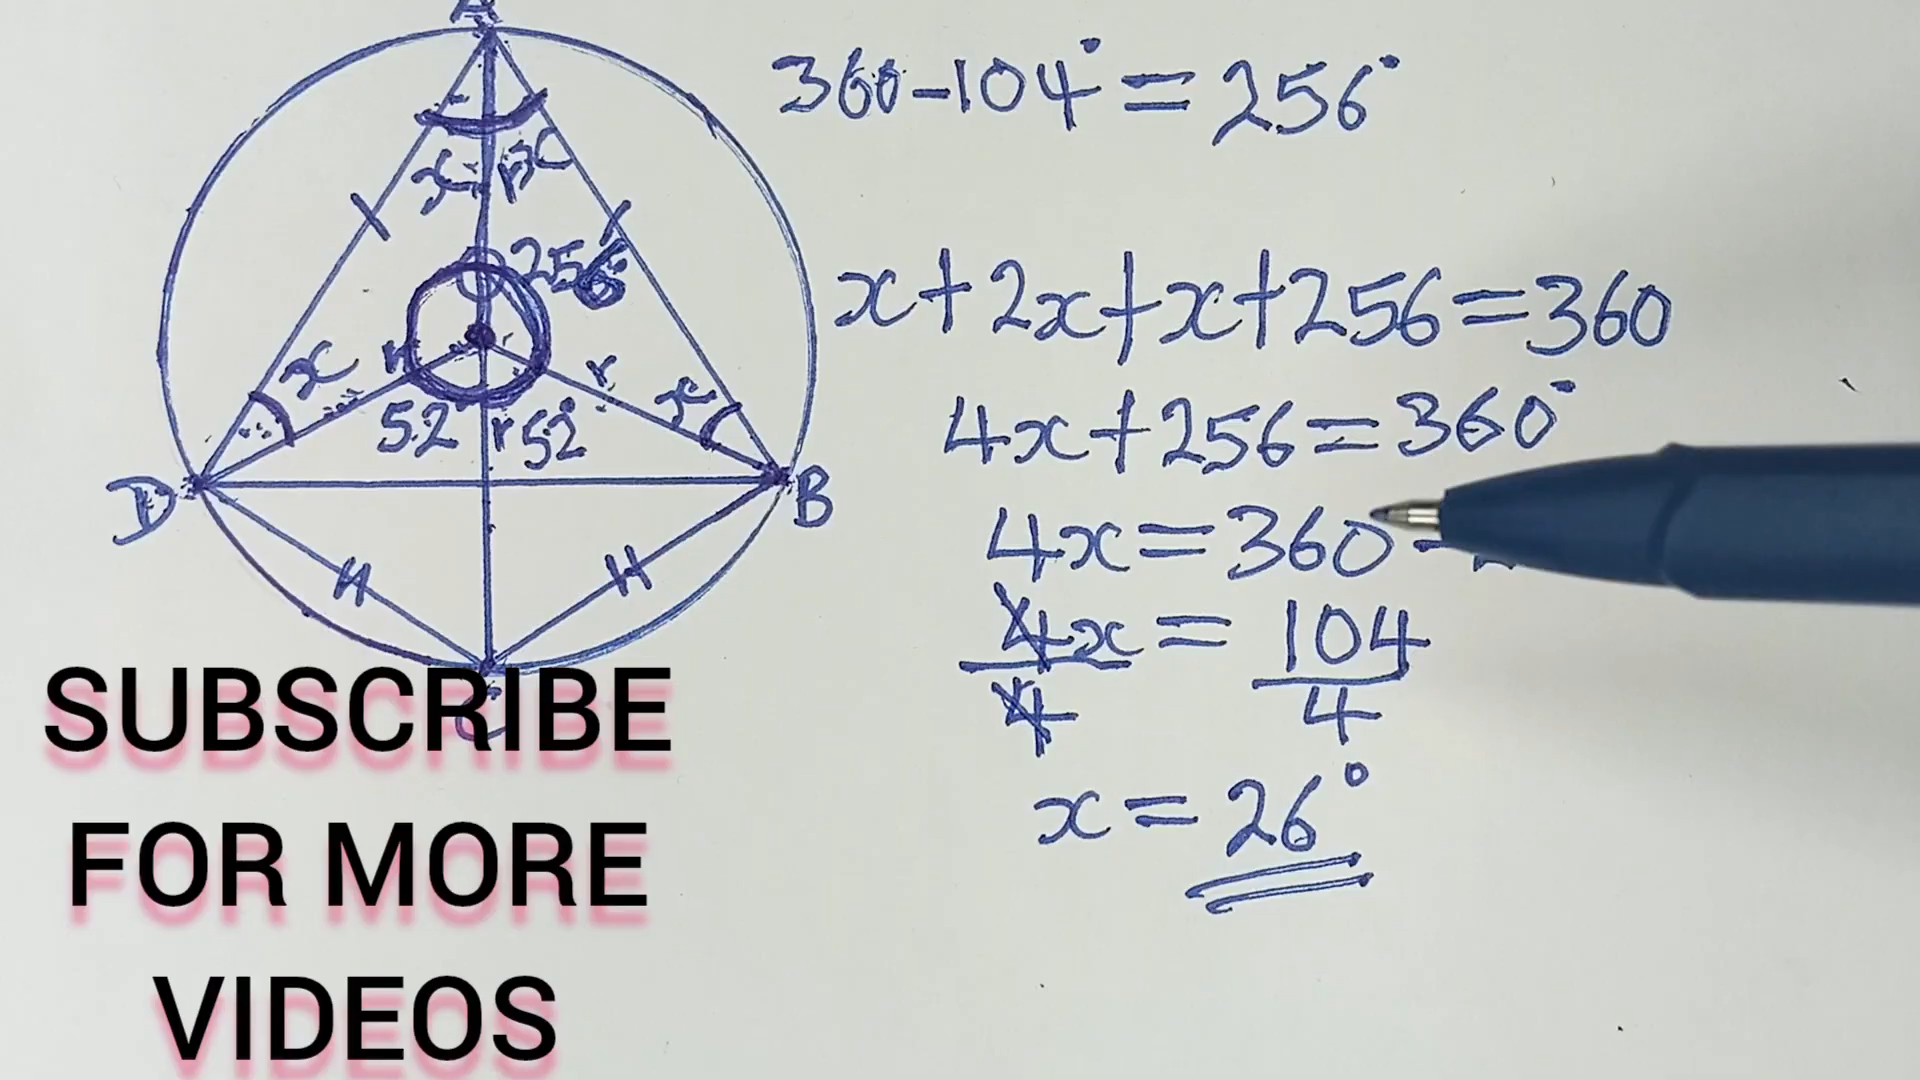 A
360-104° = 256°
x x
r
256°
x + 2x + x + 256 = 360
x r r x
4x + 256 = 360°
52 r 52°
D B
4x = 360 -
4x = 104
4 4
C
x = 26°
SUBSCRIBE
FOR MORE
VIDEOS